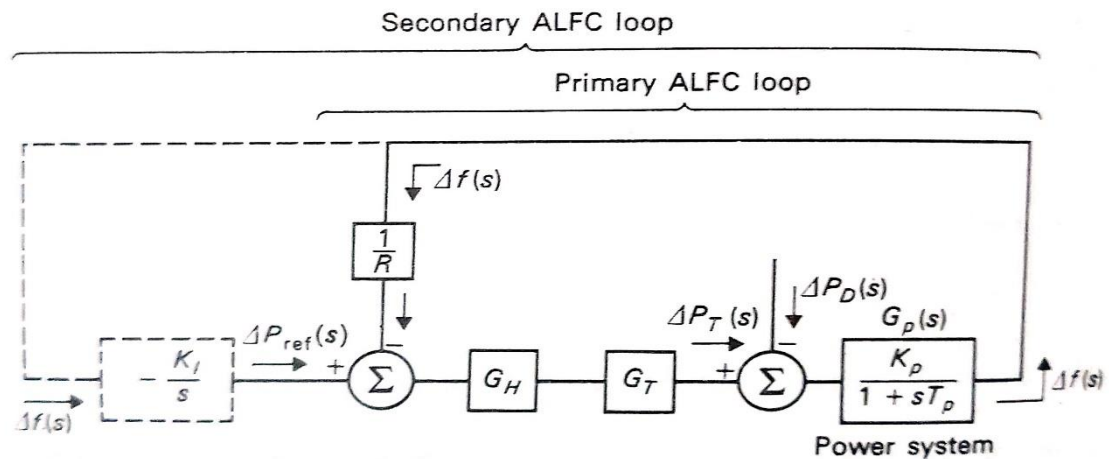 Secondary ALFC loop
Primary ALFC loop
Δf(s)
1
R
ΔP_D(s)
ΔP_ref(s)
ΔP_T(s)
G_p(s)
−
−
+
+
− K_I
s
Σ
G_H
G_T
Σ
K_p
1 + sT_p
Δf(s)
Δf(s)
Power system